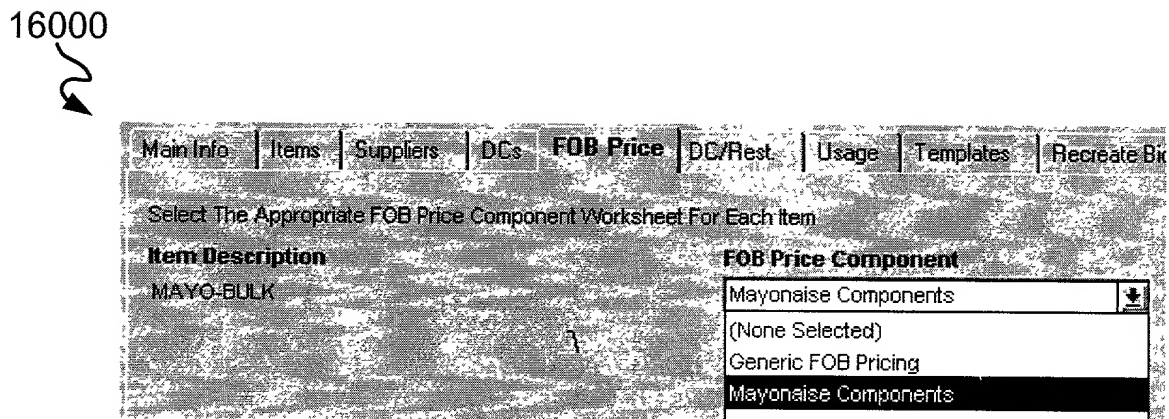 16000
Main Info Items Suppliers DCs FOB Price DC/Rest. Usage Templates Recreate Bid
Select The Appropriate FOB Price Component Worksheet For Each Item
Item Description FOB Price Component
MAYO-BULK Mayonaise Components
(None Selected)
Generic FOB Pricing
Mayonaise Components